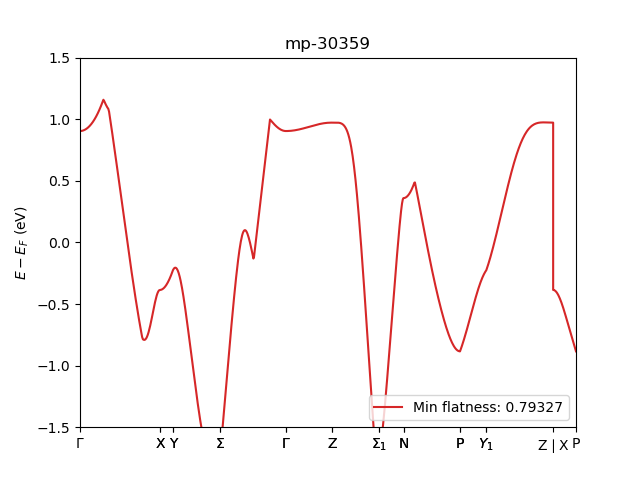 mp-30359
E − E_F (eV)
1.5
1.0
0.5
0.0
−0.5
−1.0
−1.5
Min flatness: 0.79327
Γ X Y Σ Γ Z Σ₁ N P Y₁ Z | X P